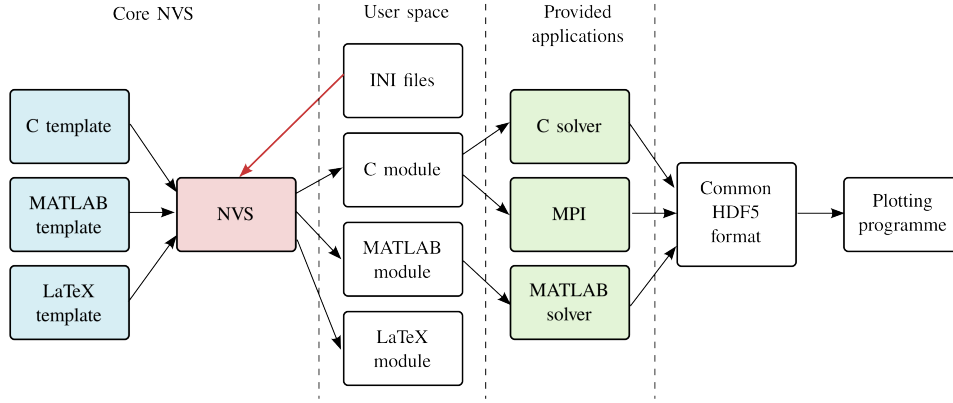 Core NVS
User space
Provided
applications
INI files
C template
MATLAB
template
LaTeX
template
NVS
C module
MATLAB
module
LaTeX
module
C solver
MPI
MATLAB
solver
Common
HDF5
format
Plotting
programme